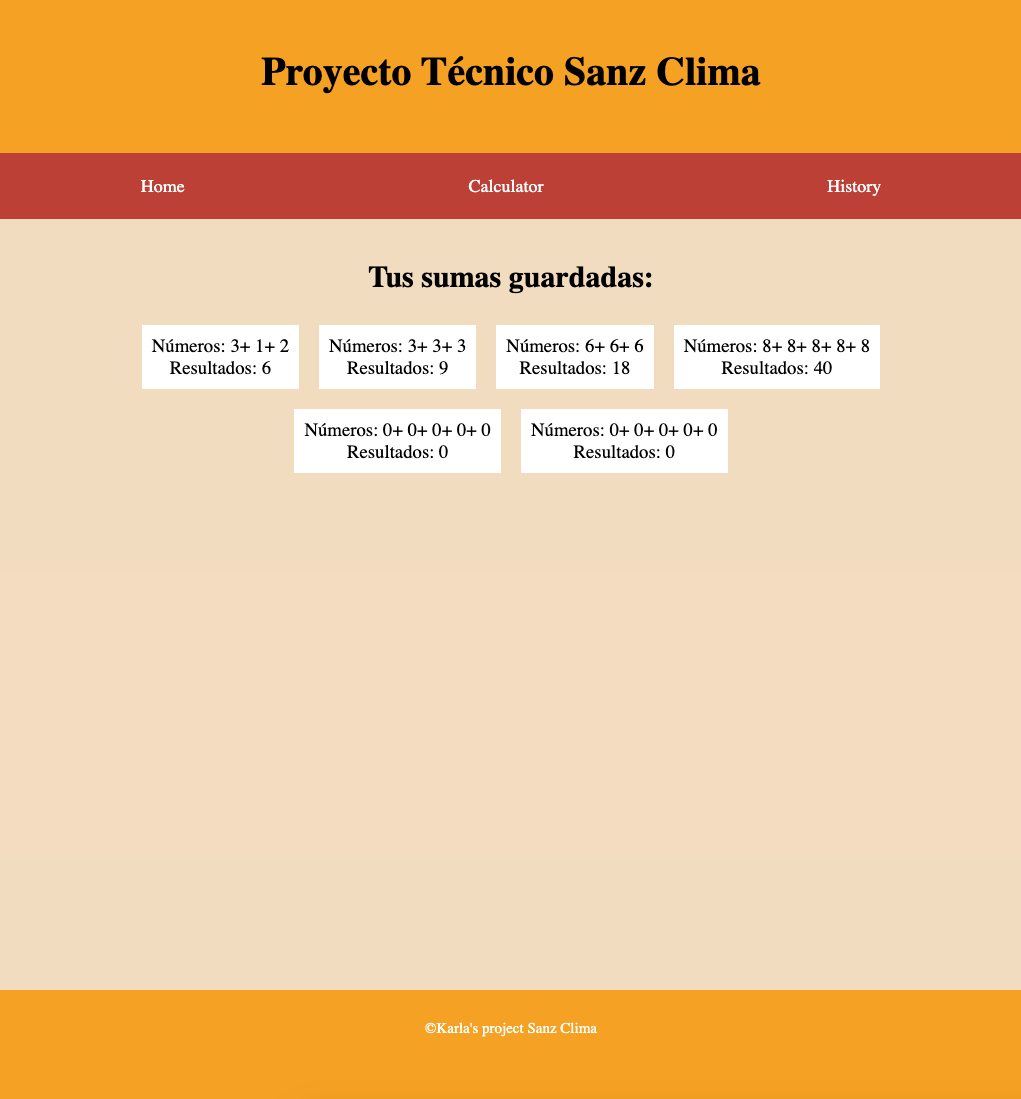 Proyecto Técnico Sanz Clima
Home
Calculator
History
Tus sumas guardadas:
Números: 3+ 1+ 2
Resultados: 6
Números: 3+ 3+ 3
Resultados: 9
Números: 6+ 6+ 6
Resultados: 18
Números: 8+ 8+ 8+ 8+ 8
Resultados: 40
Números: 0+ 0+ 0+ 0+ 0
Resultados: 0
Números: 0+ 0+ 0+ 0+ 0
Resultados: 0
©Karla's project Sanz Clima